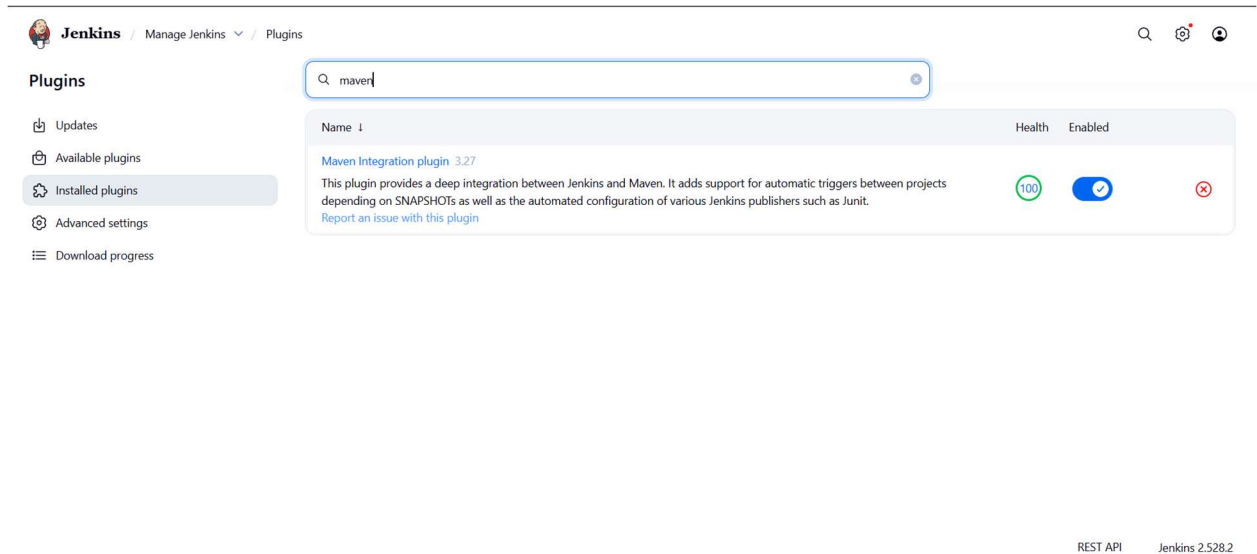 Jenkins / Manage Jenkins / Plugins
Plugins
maven
Updates
Available plugins
Installed plugins
Advanced settings
Download progress
Name ↓ Health Enabled
Maven Integration plugin 3.27
This plugin provides a deep integration between Jenkins and Maven. It adds support for automatic triggers between projects
depending on SNAPSHOTs as well as the automated configuration of various Jenkins publishers such as Junit.
Report an issue with this plugin
100
REST API Jenkins 2.528.2